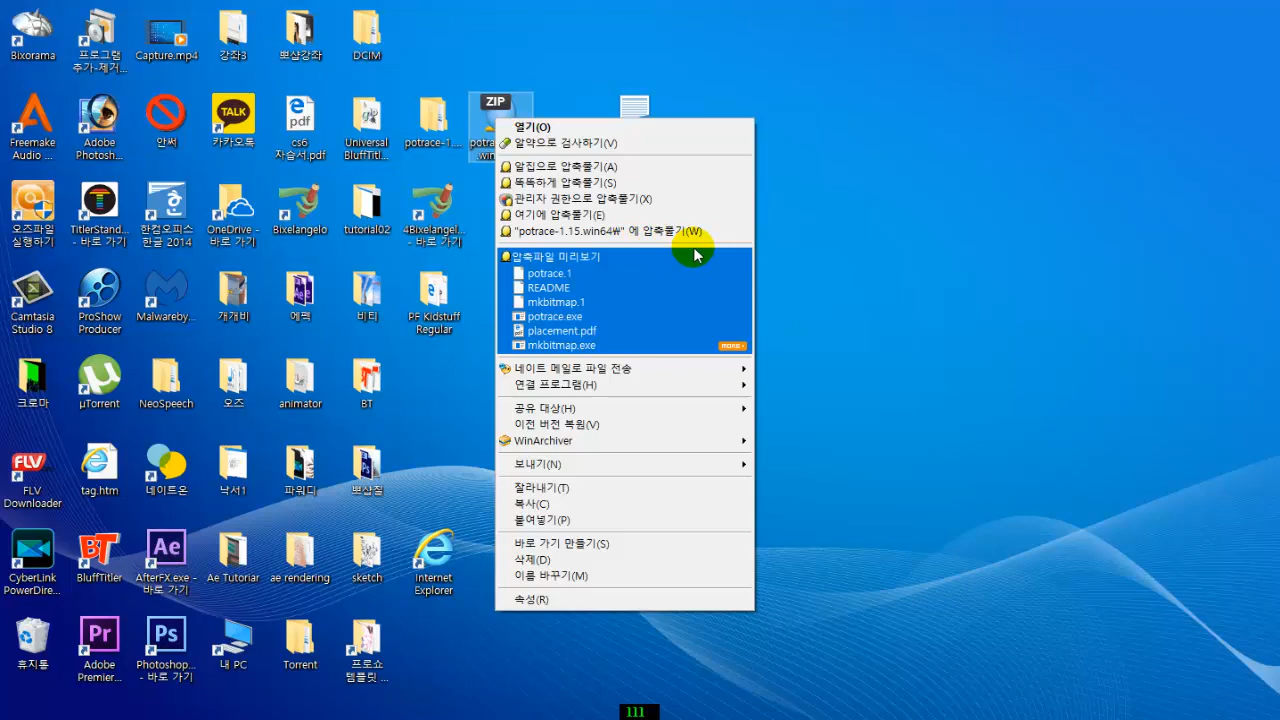 Bixorama
프로그램
추가-제거...
Capture.mp4
강좌3
뽀샵강좌
DCIM
Freemake
Audio ...
Adobe
Photosh...
안써
TALK
카카오톡
pdf
cs6
자습서.pdf
Universal
BluffTitl...
potrace-1....
ZIP
오즈파일
실행하기
TitlerStand...
- 바로 가기
한컴오피스
한글 2014
OneDrive -
바로 가기
Bixelangelo
tutorial02
4Bixelangel...
- 바로 가기
Camtasia
Studio 8
ProShow
Producer
Malwareby...
개개비
에펙
비티
PF Kidstuff
Regular
크로마
µTorrent
NeoSpeech
오즈
animator
BT
FLV
FLV
Downloader
tag.htm
네이트온
낙서1
파워디
뽀샵질
CyberLink
PowerDire...
BT
BluffTitler
Ae
AfterFX.exe -
바로 가기
Ae Tutoriar
ae rendering
sketch
Internet
Explorer
휴지통
Pr
Adobe
Premier...
Ps
Photoshop...
- 바로 가기
내 PC
Torrent
프로쇼
템플릿 ...
열기(O)
알약으로 검사하기(V)
알집으로 압축풀기(A)
똑똑하게 압축풀기(S)
관리자 권한으로 압축풀기(X)
여기에 압축풀기(E)
"potrace-1.15.win64₩" 에 압축풀기(W)
압축파일 미리보기
potrace.1
README
mkbitmap.1
potrace.exe
placement.pdf
mkbitmap.exe
MORE
네이트 메일로 파일 전송
연결 프로그램(H)
공유 대상(H)
이전 버전 복원(V)
WinArchiver
보내기(N)
잘라내기(T)
복사(C)
붙여넣기(P)
바로 가기 만들기(S)
삭제(D)
이름 바꾸기(M)
속성(R)
111